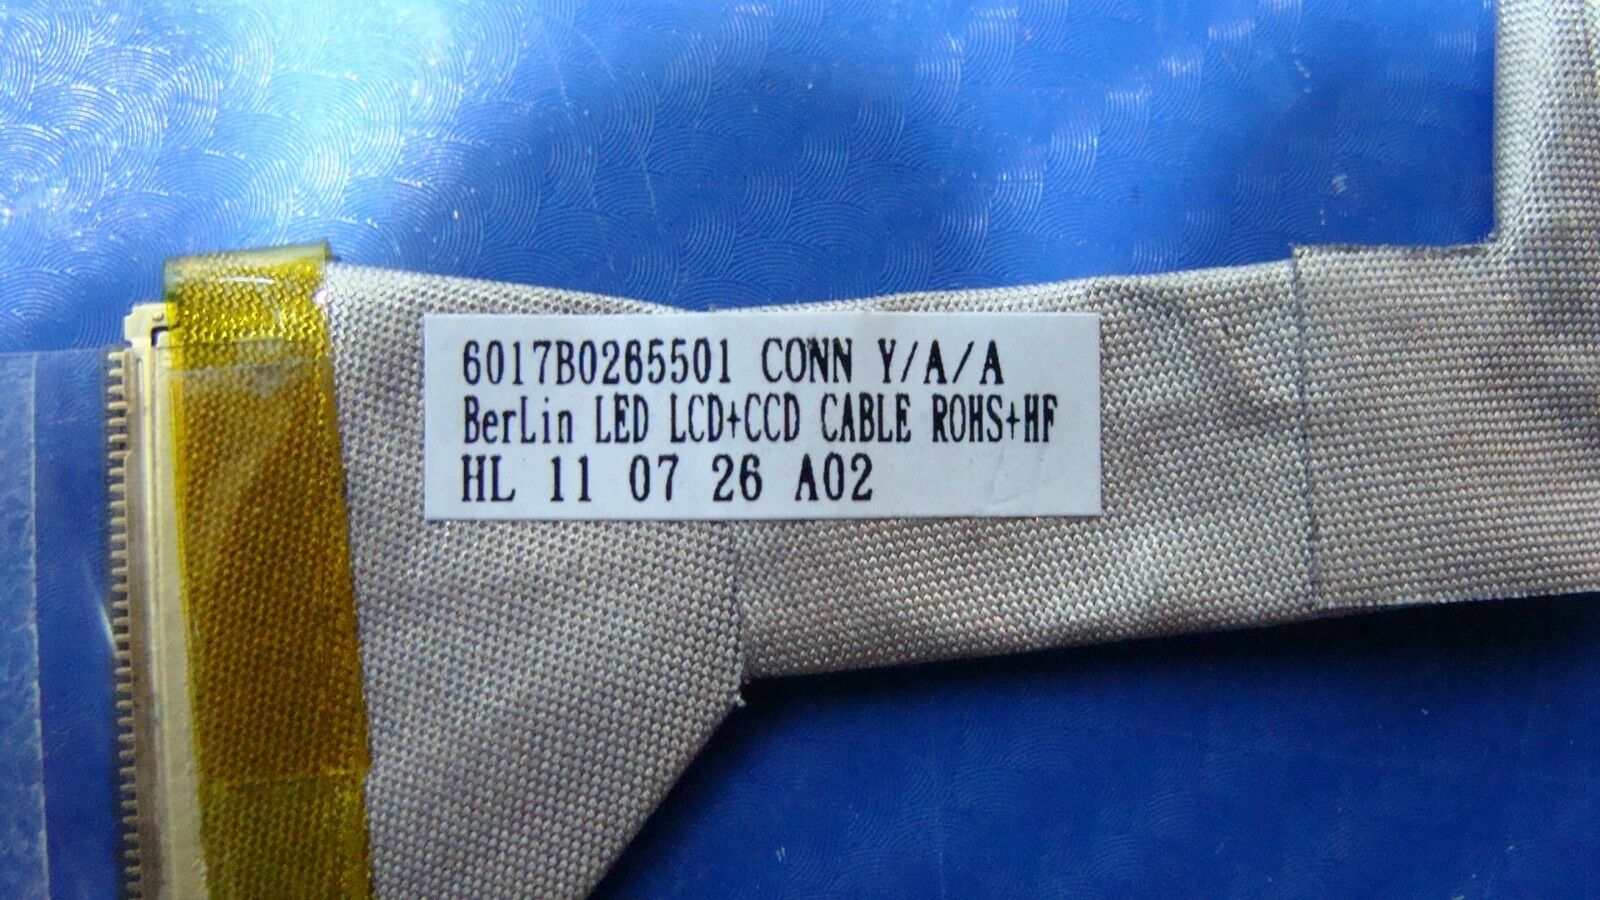 6017B0265501 CONN Y/A/A
BerLin LED LCD+CCD CABLE ROHS+HF
HL 11 07 26 A02